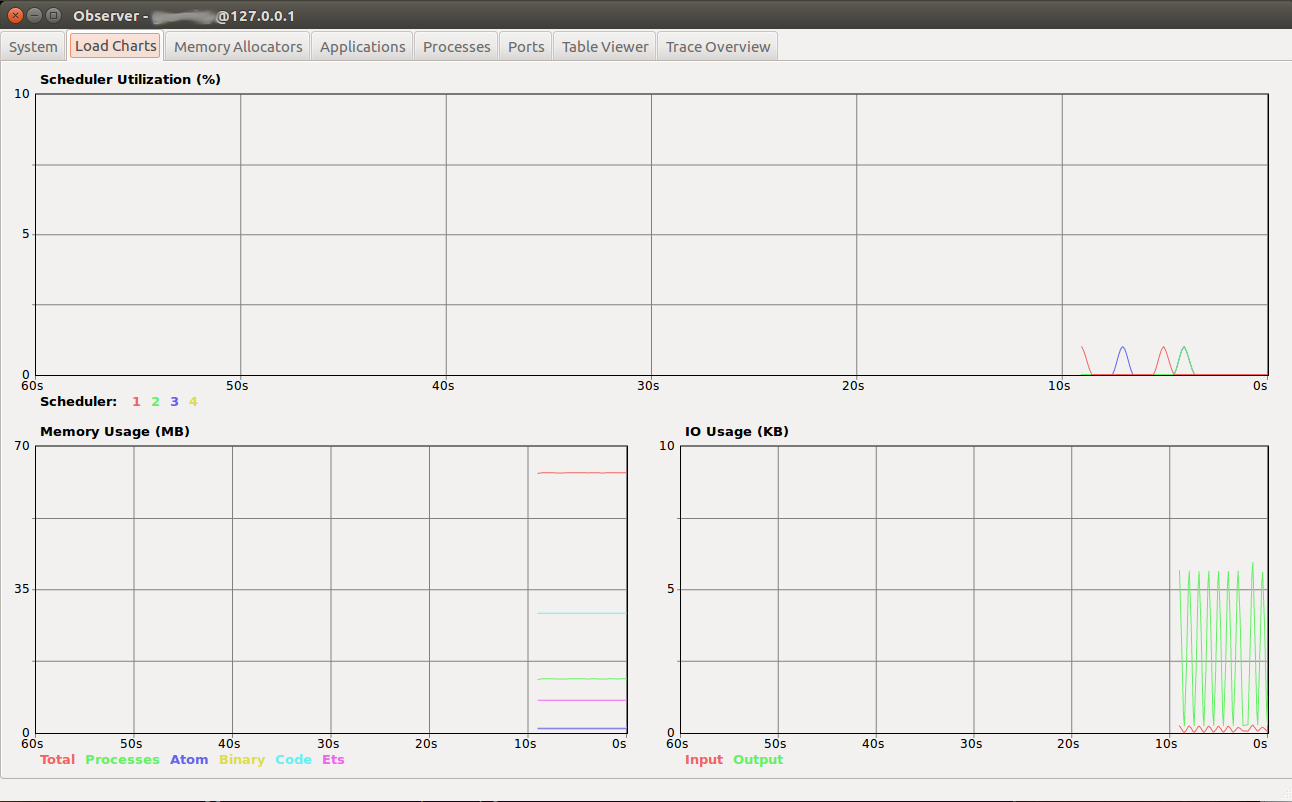 Observer - @127.0.0.1
System Load Charts Memory Allocators Applications Processes Ports Table Viewer Trace Overview
Scheduler Utilization (%)
10
5
0
60s 50s 40s 30s 20s 10s 0s
Scheduler: 1 2 3 4
Memory Usage (MB)
70
35
0
60s 50s 40s 30s 20s 10s 0s
Total Processes Atom Binary Code Ets
IO Usage (KB)
10
5
0
60s 50s 40s 30s 20s 10s 0s
Input Output